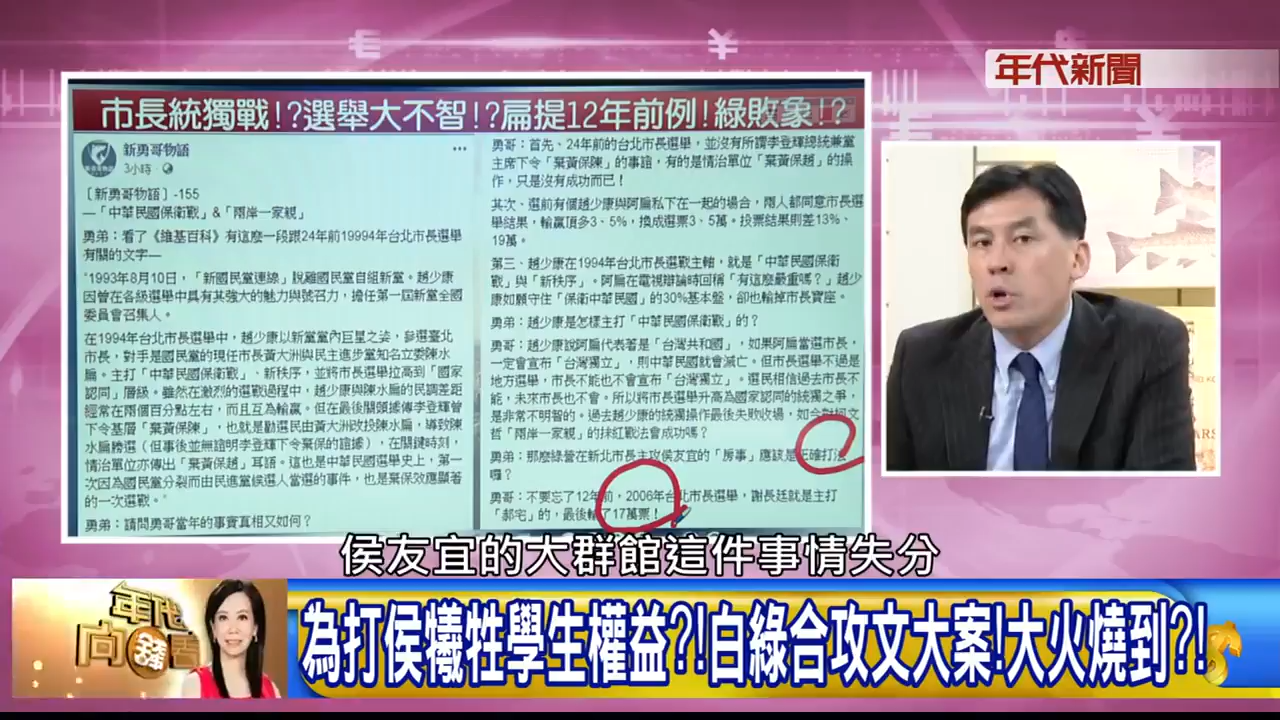 年代新聞
市長統獨戰!?選舉大不智!?扁提12年前例!綠敗象!?
新勇哥物語
3小時
〔新勇哥物語〕-155
—「中華民國保衛戰」&「兩岸一家親」
勇弟：看了《維基百科》有這麼一段跟24年前19994年台北市長選舉
有關的文字—
"1993年8月10日，「新國民黨連線」說離國民黨自組新黨。趙少康
因曾在各級選舉中具有其強大的魅力與號召力，擔任第一屆新黨全國
委員會召集人。
在1994年台北市長選舉中，趙少康以新黨黨內巨星之姿，參選臺北
市長，對手是國民黨的現任市長黃大洲與民主進步黨知名立委陳水
扁。主打「中華民國保衛戰」、新秩序，並將市長選舉拉高到「國家
認同」層級。雖然在激烈的選戰過程中，趙少康與陳水扁的民調差距
經常在兩個百分點左右，而且互為輸贏。但在最後關頭據傳李登輝曾
下令基層「棄黃保陳」，也就是勸選民由黃大洲改投陳水扁，導致陳
水扁勝選（但事後並無證明李登輝下令棄保的證據），在關鍵時刻，
情治單位亦傳出「棄黃保趙」耳語。這也是中華民國選舉史上，第一
次因為國民黨分裂而由民進黨候選人當選的事件，也是棄保效應顯著
的一次選戰。"
勇弟：請問勇哥當年的事實真相又如何？
勇哥：首先、24年前的台北市長選舉，並沒有所謂李登輝總統兼黨
主席下令「棄黃保陳」的事誼，有的是情治單位「棄黃保趙」的操
作，只是沒有成功而已！
其次、選前有個趙少康與阿扁私下在一起的場合，兩人都同意市長選
舉結果，輸贏頂多3、5%，換成選票3、5萬。投票結果則差13%、
19萬。
第三、趙少康在1994年台北市長選戰主軸，就是「中華民國保衛
戰」與「新秩序」。阿扁在電視辯論時回稱「有這麼嚴重嗎？」趙少
康如願守住「保衛中華民國」的30%基本盤，卻也輸掉市長寶座。
勇弟：趙少康是怎樣主打「中華民國保衛戰」的？
勇哥：趙少康說阿扁代表著是「台灣共和國」，如果阿扁當選市長，
一定會宣布「台灣獨立」，則中華民國就會滅亡。但市長選舉不過是
地方選舉，市長不能也不會宣布「台灣獨立」。選民相信過去市長不
能，未來市長也不會。所以將市長選舉升高為國家認同的統獨之爭，
是非常不明智的。過去趙少康的統獨操作最後失敗收場，如今對柯文
哲「兩岸一家親」的抹紅戰法會成功嗎？
勇弟：那麼綠營在新北市長主攻侯友宜的「房事」應該是正確打法
囉？
勇哥：不要忘了12年前，2006年台北市長選舉，謝長廷就是主打
「郝宅」的，最後輸了17萬票！
侯友宜的大群館這件事情失分
年代向錢看
為打侯犧牲學生權益?!白綠合攻文大案!大火燒到?!